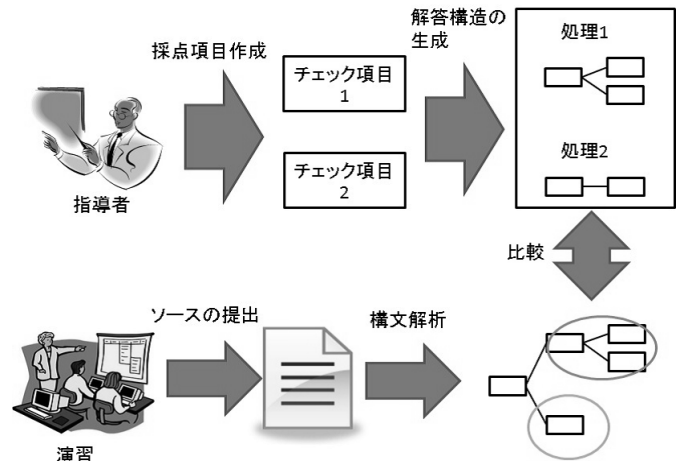 採点項目作成
指導者
チェック項目
1
チェック項目
2
解答構造の
生成
処理1
処理2
比較
ソースの提出
構文解析
演習